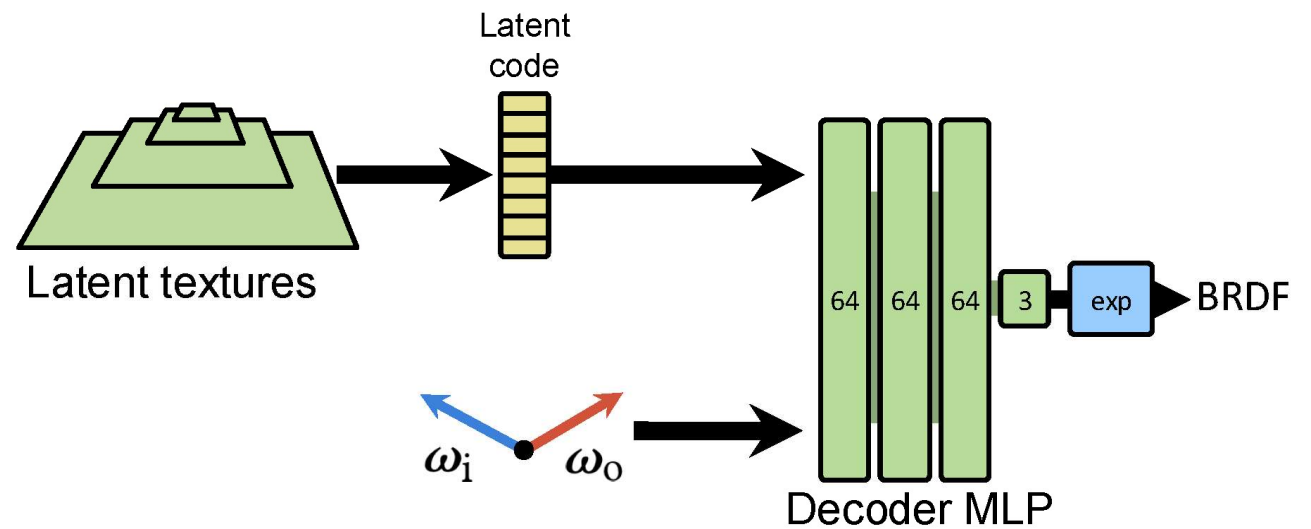 Latent
code
Latent textures
64
64
64
3
exp
BRDF
ωi
ωo
Decoder MLP